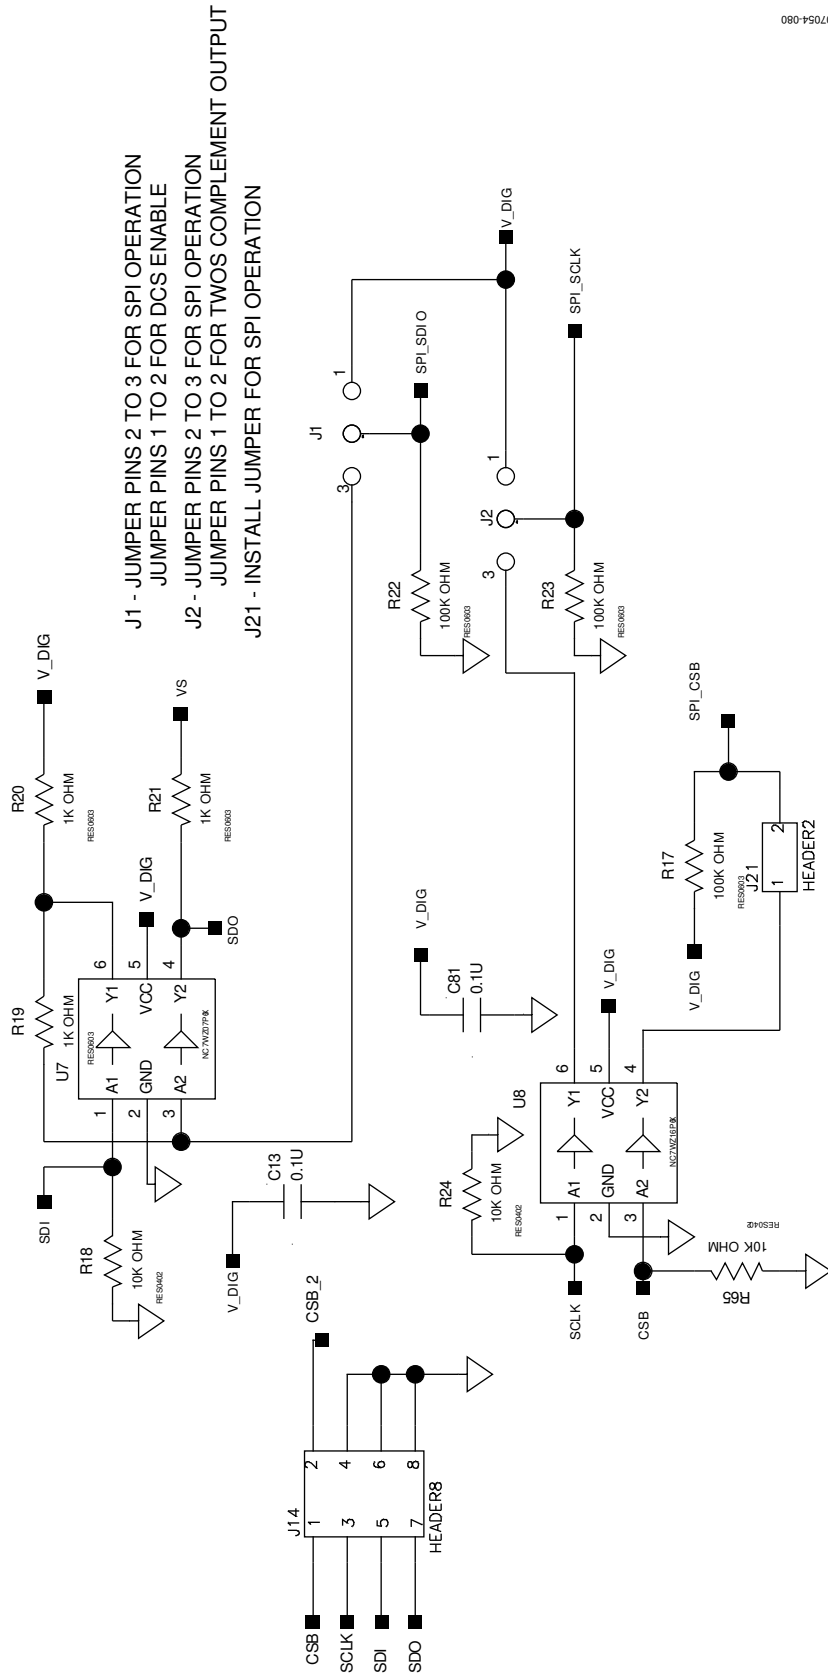 J1 - JUMPER PINS 2 TO 3 FOR SPI OPERATION
JUMPER PINS 1 TO 2 FOR DCS ENABLE
J2 - JUMPER PINS 2 TO 3 FOR SPI OPERATION
JUMPER PINS 1 TO 2 FOR TWOS COMPLEMENT OUTPUT
J21 - INSTALL JUMPER FOR SPI OPERATION
SDI
R18
10K OHM
RES0402
U7
R19
1K OHM
RES0603
1
A1
Y1
6
2
GND
VCC
5
3
A2
Y2
4
R20
1K OHM
RES0603
V_DIG
V_DIG
R21
1K OHM
RES0603
VS
SDO
V_DIG
C13
0.1U
J1
3
1
SPI_SDIO
R22
100K OHM
RES0603
V_DIG
J2
3
1
SPI_SCLK
R23
100K OHM
RES0603
J14
CSB
1
2
CSB_2
SCLK
3
4
SDI
5
6
SDO
7
8
HEADER8
V_DIG
C81
0.1U
R24
10K OHM
RES0402
U8
SCLK
1
A1
Y1
6
2
GND
VCC
5
V_DIG
CSB
3
A2
Y2
4
R65
10K OHM
RES0402
V_DIG
R17
100K OHM
RES0603
SPI_CSB
J21
1
2
HEADER2